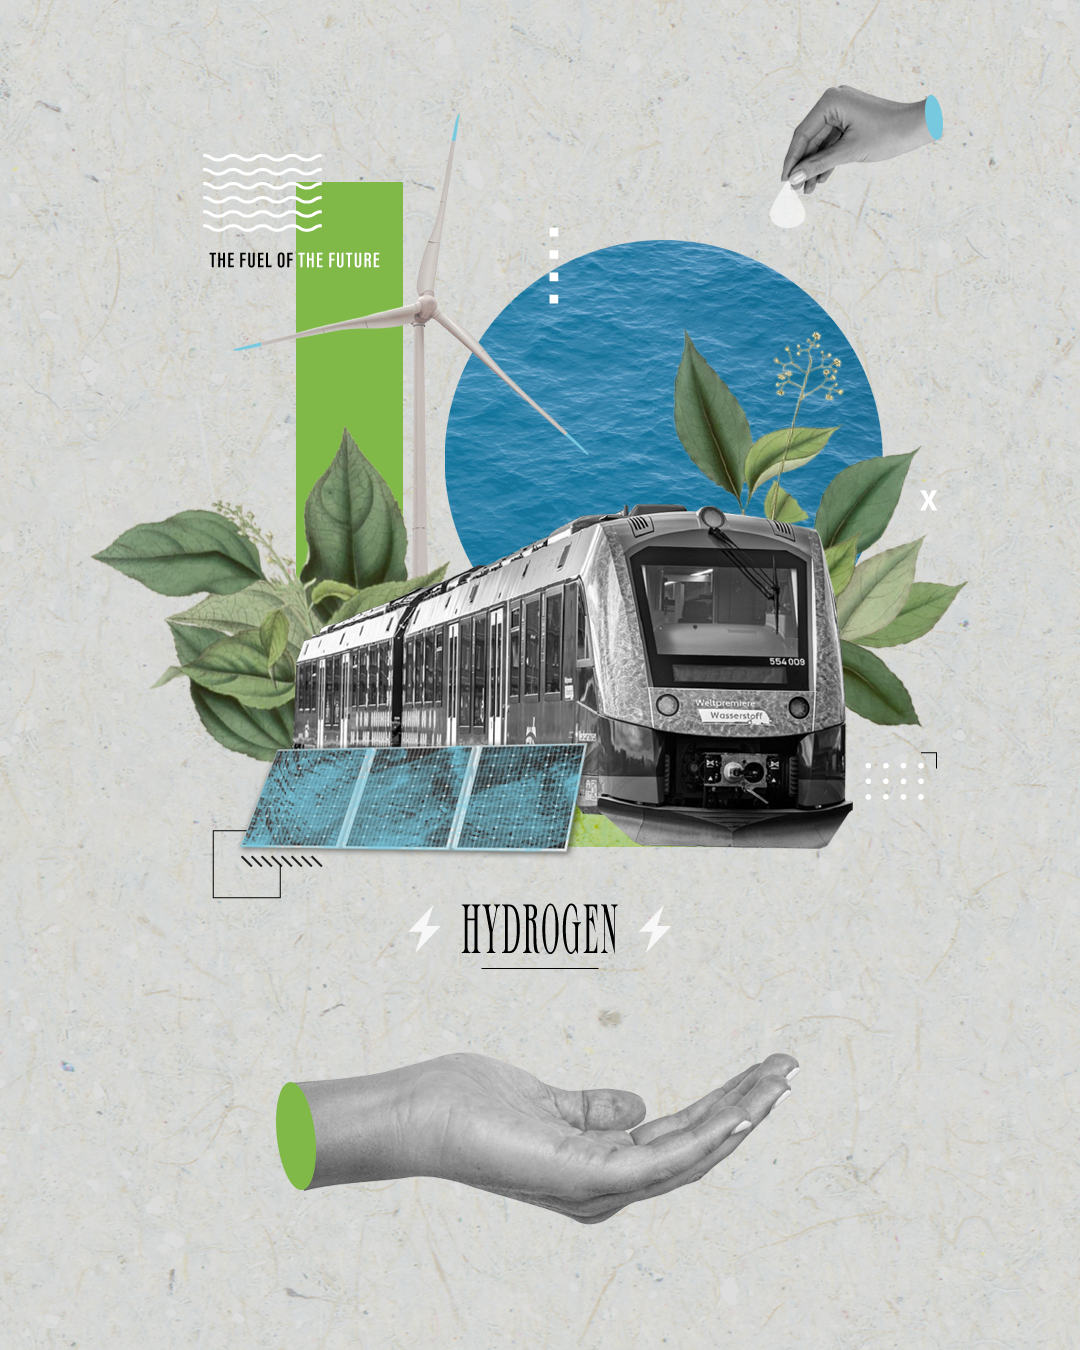 THE FUEL OF THE FUTURE
X
554 009
Weltpremiere
Wasserstoff
HYDROGEN